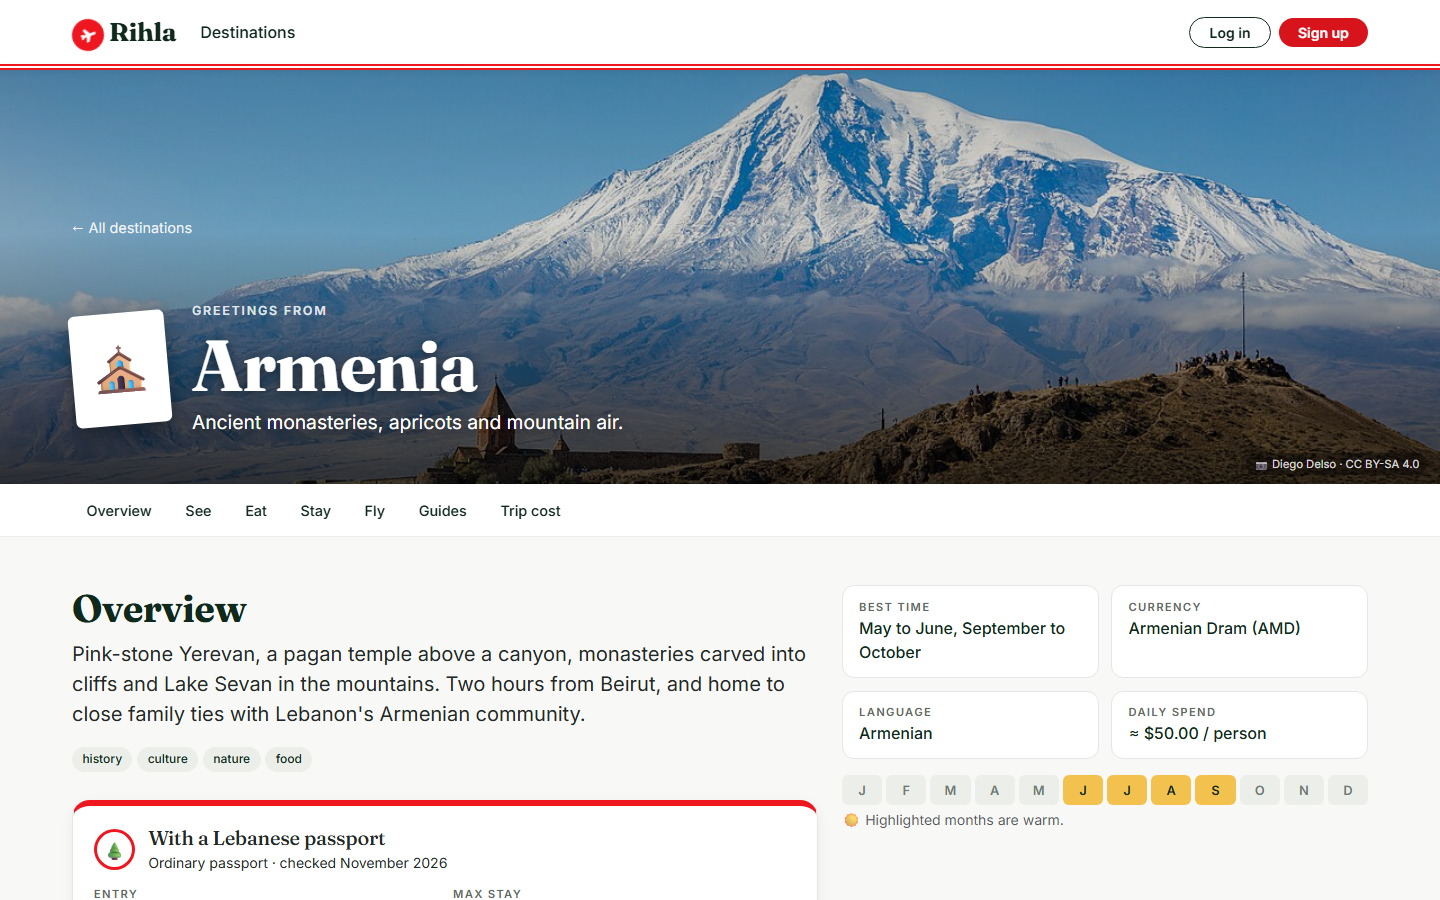 Rihla
Destinations
Log in
Sign up
← All destinations
GREETINGS FROM
Armenia
Ancient monasteries, apricots and mountain air.
Diego Delso · CC BY-SA 4.0
Overview
See
Eat
Stay
Fly
Guides
Trip cost
Overview
Pink-stone Yerevan, a pagan temple above a canyon, monasteries carved into
cliffs and Lake Sevan in the mountains. Two hours from Beirut, and home to
close family ties with Lebanon's Armenian community.
history
culture
nature
food
With a Lebanese passport
Ordinary passport · checked November 2026
ENTRY
MAX STAY
BEST TIME
May to June, September to
October
CURRENCY
Armenian Dram (AMD)
LANGUAGE
Armenian
DAILY SPEND
≈ $50.00 / person
J F M A M J J A S O N D
Highlighted months are warm.